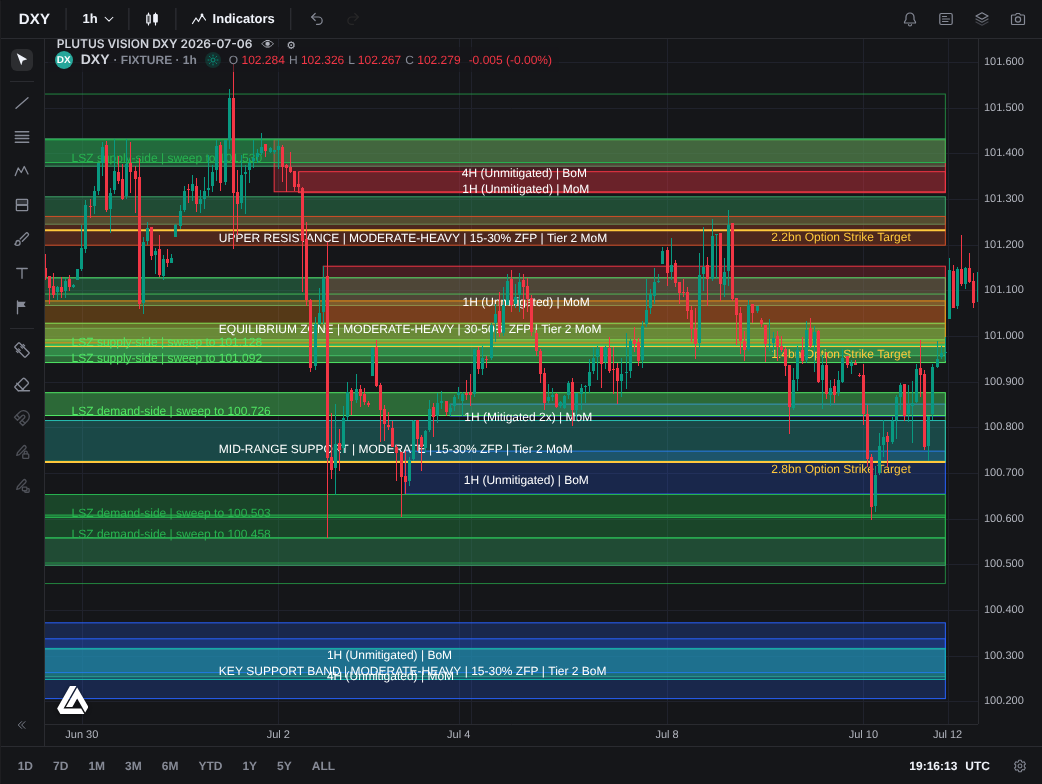 DXY 1h Indicators
PLUTUS VISION DXY 2026-07-06
DX DXY · FIXTURE · 1h O 102.284 H 102.326 L 102.267 C 102.279 -0.005 (-0.00%)
101.600
101.500
101.400
LSZ supply-side | sweep to 101.530
4H (Unmitigated) | BoM
1H (Unmitigated) | MoM
101.300
UPPER RESISTANCE | MODERATE-HEAVY | 15-30% ZFP | Tier 2 MoM
2.2bn Option Strike Target
101.200
101.100
1H (Unmitigated) | MoM
EQUILIBRIUM ZONE | MODERATE-HEAVY | 30-50% ZFP | Tier 2 MoM
101.000
LSZ supply-side | sweep to 101.128
1.4bn Option Strike Target
LSZ supply-side | sweep to 101.092
100.900
LSZ demand-side | sweep to 100.726
1H (Mitigated 2x) | MoM
100.800
MID-RANGE SUPPORT | MODERATE | 15-30% ZFP | Tier 2 MoM
2.8bn Option Strike Target
100.700
1H (Unmitigated) | BoM
LSZ demand-side | sweep to 100.503
100.600
LSZ demand-side | sweep to 100.458
100.500
100.400
1H (Unmitigated) | BoM
100.300
KEY SUPPORT BAND | MODERATE-HEAVY | 15-30% ZFP | Tier 2 BoM
4H (Unmitigated) | MoM
100.200
Jun 30 Jul 2 Jul 4 Jul 8 Jul 10 Jul 12
1D 7D 1M 3M 6M YTD 1Y 5Y ALL 19:16:13 UTC